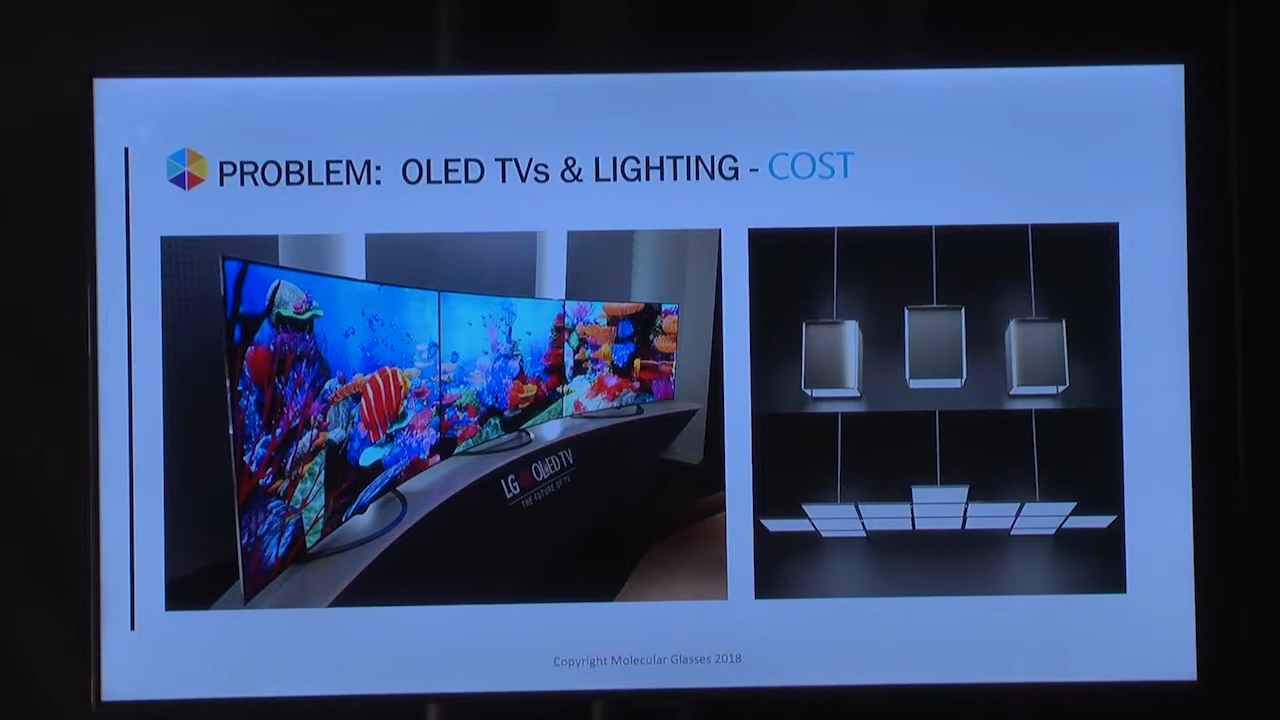 PROBLEM: OLED TVs & LIGHTING - COST
LG OLED TV
THE FUTURE OF TV
Copyright Molecular Glasses 2018